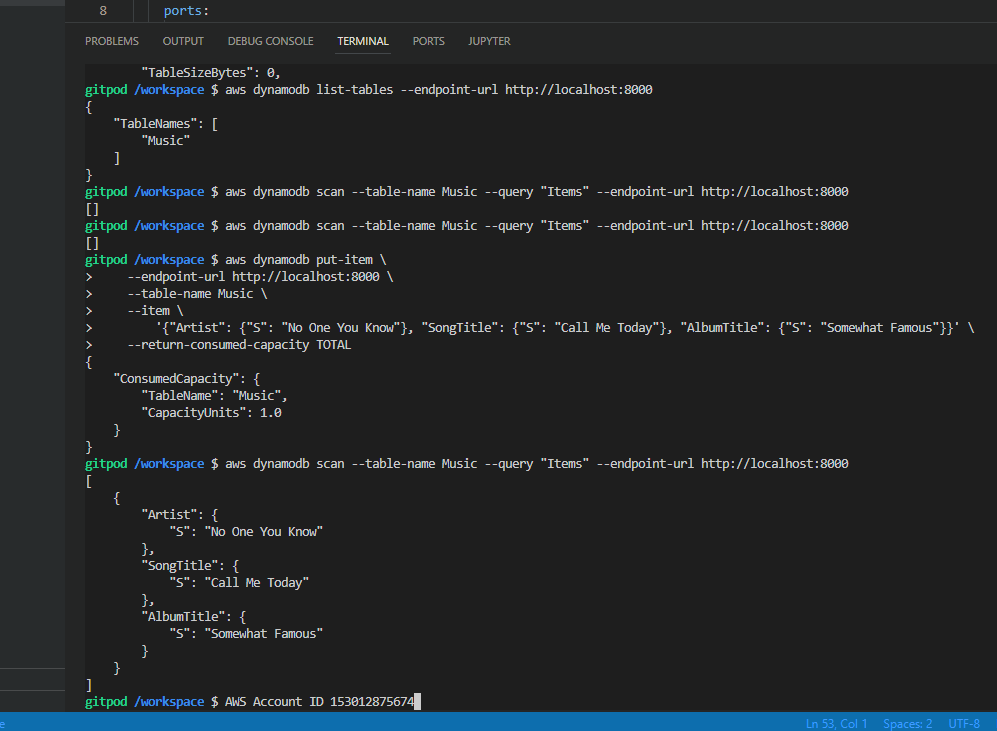 8 ports:
PROBLEMS OUTPUT DEBUG CONSOLE TERMINAL PORTS JUPYTER
"TableSizeBytes": 0,
gitpod /workspace $ aws dynamodb list-tables --endpoint-url http://localhost:8000
{
"TableNames": [
"Music"
]
}
gitpod /workspace $ aws dynamodb scan --table-name Music --query "Items" --endpoint-url http://localhost:8000
[]
gitpod /workspace $ aws dynamodb scan --table-name Music --query "Items" --endpoint-url http://localhost:8000
[]
gitpod /workspace $ aws dynamodb put-item \
> --endpoint-url http://localhost:8000 \
> --table-name Music \
> --item \
> '{"Artist": {"S": "No One You Know"}, "SongTitle": {"S": "Call Me Today"}, "AlbumTitle": {"S": "Somewhat Famous"}}' \
> --return-consumed-capacity TOTAL
{
"ConsumedCapacity": {
"TableName": "Music",
"CapacityUnits": 1.0
}
}
gitpod /workspace $ aws dynamodb scan --table-name Music --query "Items" --endpoint-url http://localhost:8000
[
{
"Artist": {
"S": "No One You Know"
},
"SongTitle": {
"S": "Call Me Today"
},
"AlbumTitle": {
"S": "Somewhat Famous"
}
}
]
gitpod /workspace $ AWS Account ID 153012875674
e Ln 53, Col 1 Spaces: 2 UTF-8